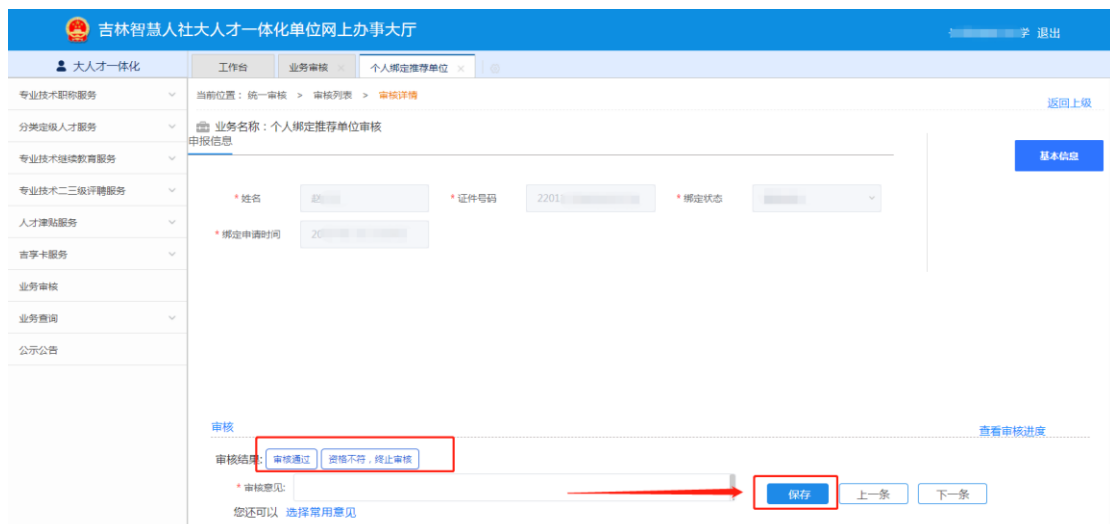 吉林智慧人社大人才一体化单位网上办事大厅
退出
大人才一体化
工作台 业务审核 × 个人绑定推荐单位 ×
专业技术职称服务
分类定级人才服务
专业技术继续教育服务
专业技术二三级评聘服务
人才津贴服务
吉享卡服务
业务审核
业务查询
公示公告
当前位置：统一审核 > 审核列表 > 审核详情
返回上级
业务名称：个人绑定推荐单位审核
申报信息
基本信息
* 姓名 * 证件号码 2201 * 绑定状态
* 绑定申请时间 20
审核
查看审核进度
审核结果: 审核通过 资格不符，终止审核
* 审核意见:
保存 上一条 下一条
您还可以 选择常用意见